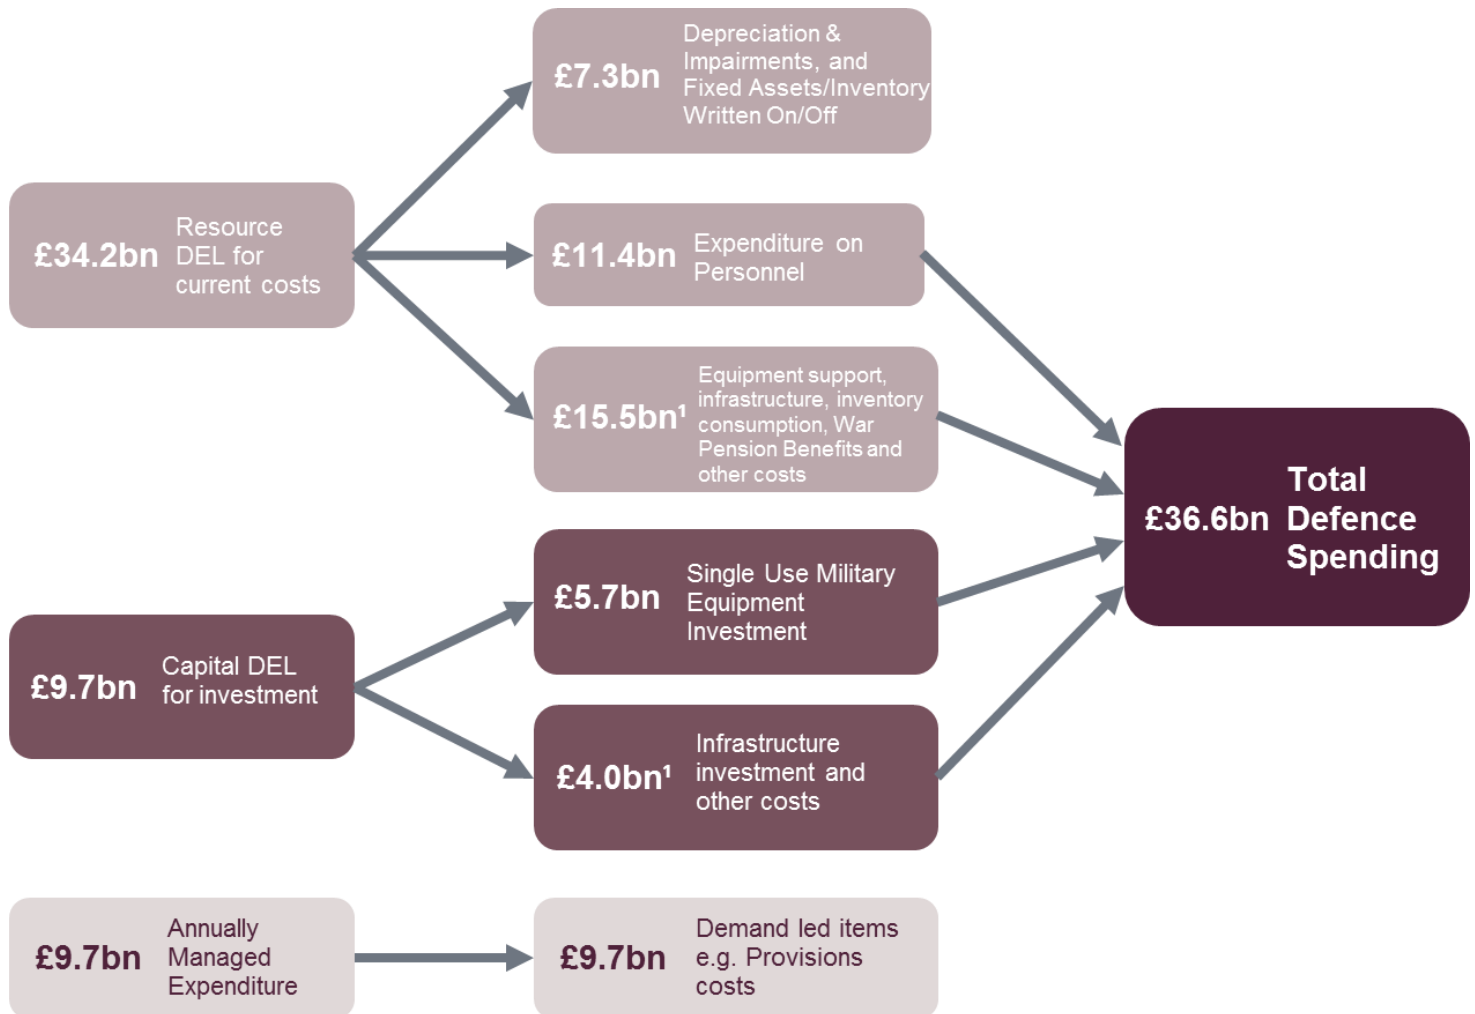 £7.3bn
Depreciation &
Impairments, and
Fixed Assets/Inventory
Written On/Off
£34.2bn
Resource
DEL for
current costs
£11.4bn
Expenditure on
Personnel
£15.5bn¹
Equipment support,
infrastructure, inventory
consumption, War
Pension Benefits and
other costs
£36.6bn
Total
Defence
Spending
£5.7bn
Single Use Military
Equipment
Investment
£9.7bn
Capital DEL
for investment
£4.0bn¹
Infrastructure
investment and
other costs
£9.7bn
Annually
Managed
Expenditure
£9.7bn
Demand led items
e.g. Provisions
costs